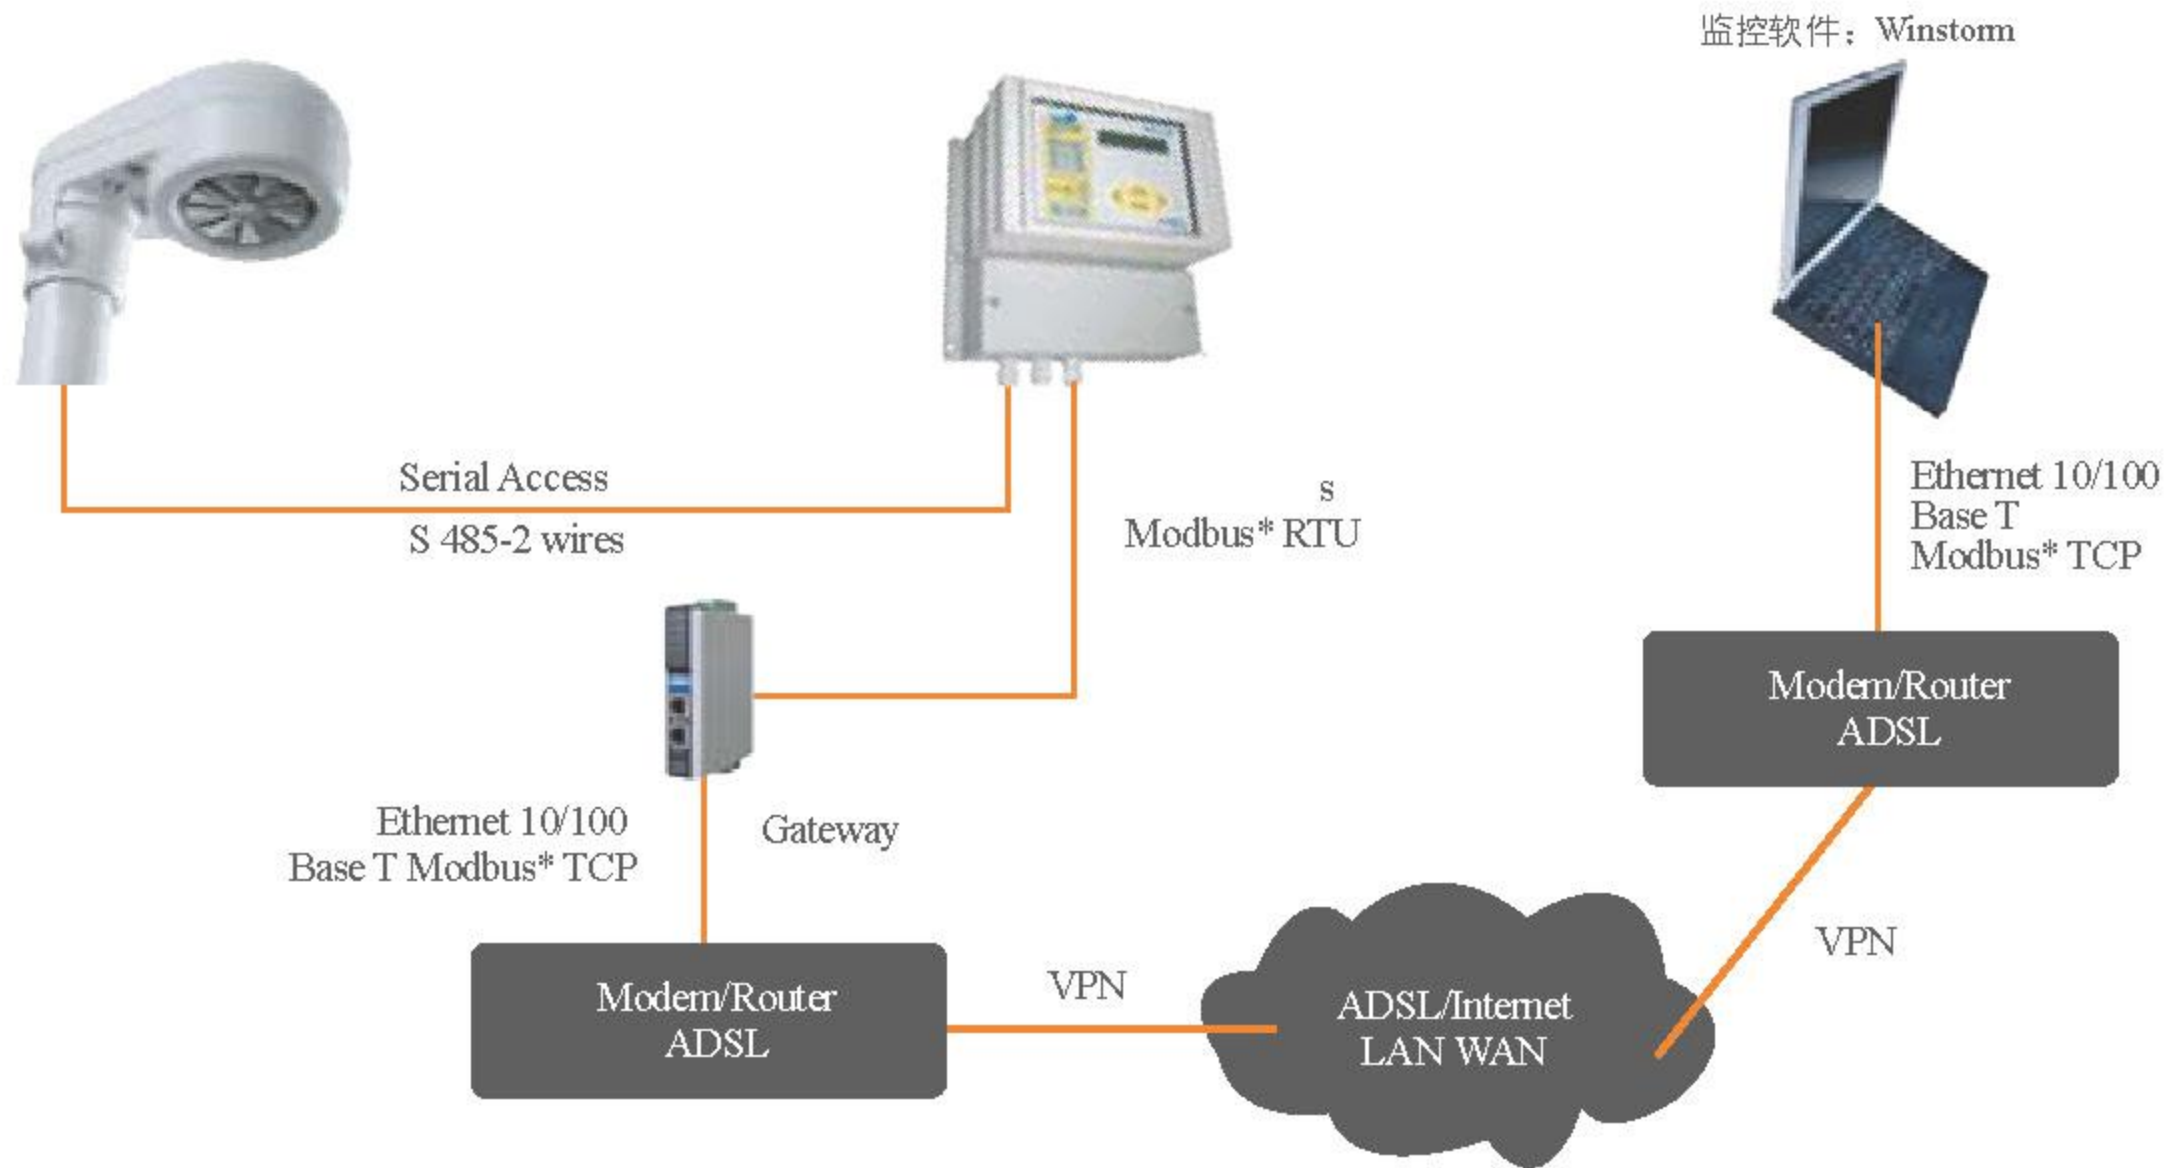 监控软件：Winstorm
Serial Access
S 485-2 wires
s
Modbus* RTU
Ethernet 10/100
Base T
Modbus* TCP
Modem/Router
ADSL
Ethernet 10/100
Base T Modbus* TCP
Gateway
Modem/Router
ADSL
VPN
ADSL/Internet
LAN WAN
VPN